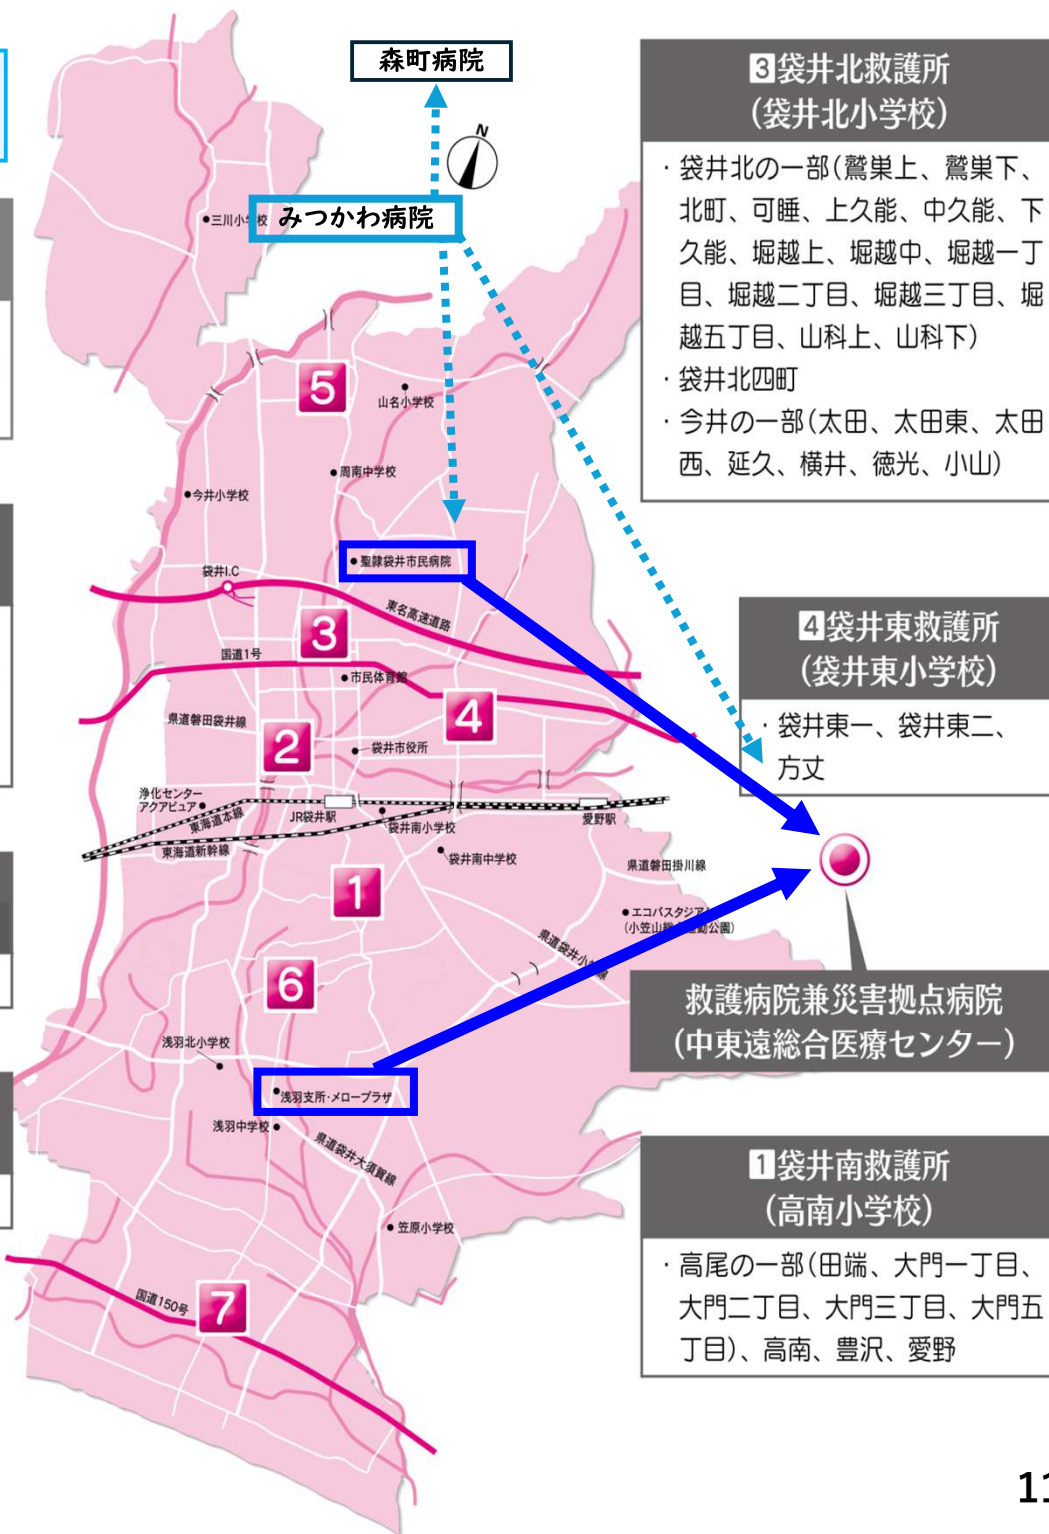 森町病院
N
みつかわ病院
三川小学校
5
山名小学校
周南中学校
今井小学校
聖隷袋井市民病院
袋井I.C
東名高速道路
3
国道1号
市民体育館
4
県道磐田袋井線
2
袋井市役所
浄化センター
アクアピュア
東海道本線
JR袋井駅
袋井南小学校
愛野駅
東海道新幹線
袋井南中学校
県道磐田掛川線
1
エコパスタジアム
(小笠山総合運動公園)
県道袋井小笠線
6
浅羽北小学校
浅羽支所・メロープラザ
浅羽中学校
県道袋井大須賀線
笠原小学校
国道150号
7
3袋井北救護所
(袋井北小学校)
・袋井北の一部(鷲巣上、鷲巣下、
北町、可睡、上久能、中久能、下
久能、堀越上、堀越中、堀越一丁
目、堀越二丁目、堀越三丁目、堀
越五丁目、山科上、山科下)
・袋井北四町
・今井の一部(太田、太田東、太田
西、延久、横井、徳光、小山)
4袋井東救護所
(袋井東小学校)
・袋井東一、袋井東二、
方丈
救護病院兼災害拠点病院
(中東遠総合医療センター)
1袋井南救護所
(高南小学校)
・高尾の一部(田端、大門一丁目、
大門二丁目、大門三丁目、大門五
丁目)、高南、豊沢、愛野
11